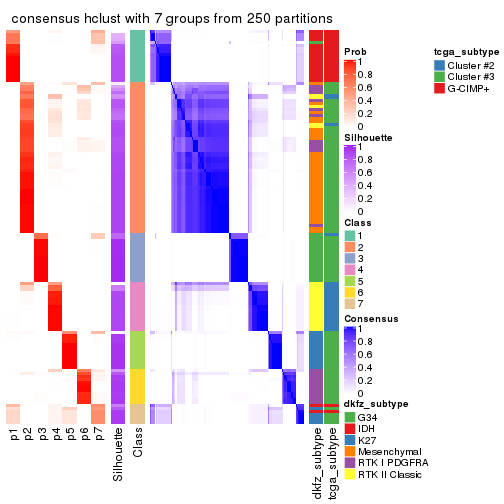 consensus hclust with 7 groups from 250 partitions
Prob
1
0.8
0.6
0.4
0.2
0
Silhouette
1
0.8
0.6
0.4
0.2
0
Class
1
2
3
4
5
6
7
Consensus
1
0.8
0.6
0.4
0.2
0
dkfz_subtype
G34
IDH
K27
Mesenchymal
RTK I PDGFRA
RTK II Classic
tcga_subtype
Cluster #2
Cluster #3
G-CIMP+
p1
p2
p3
p4
p5
p6
p7
Silhouette
Class
dkfz_subtype
tcga_subtype